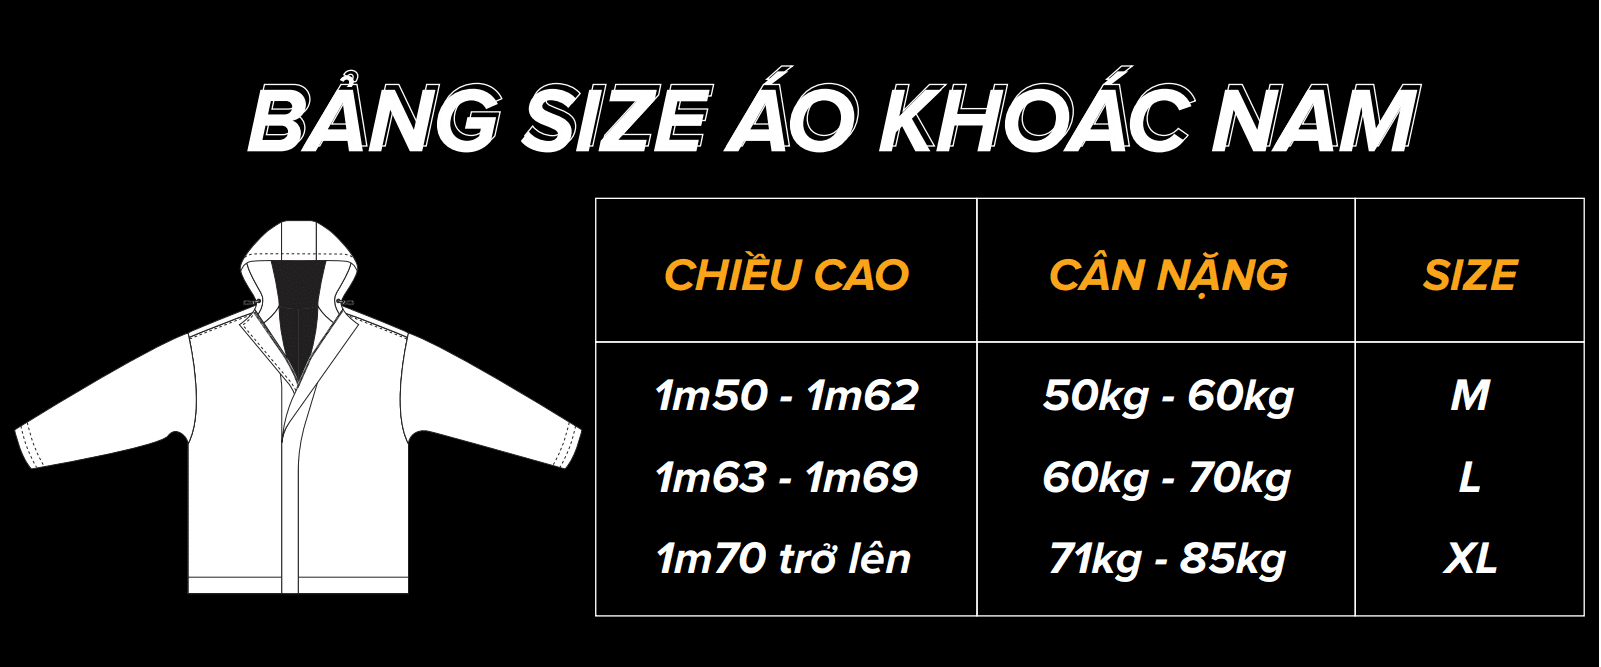 BẢNG SIZE ÁO KHOÁC NAM
CHIỀU CAO CÂN NẶNG SIZE
1m50 - 1m62 50kg - 60kg M
1m63 - 1m69 60kg - 70kg L
1m70 trở lên 71kg - 85kg XL